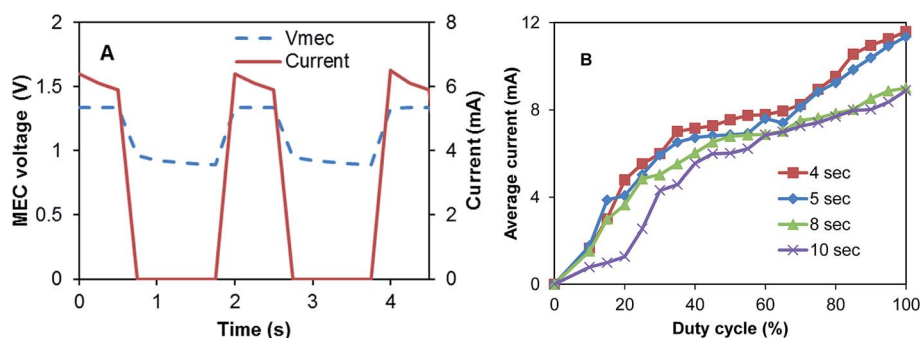 A
Vmec
Current
2
1.5
1
0.5
0
MEC voltage (V)
8
6
4
2
0
Current (mA)
0 1 2 3 4
Time (s)
B
12
8
4
0
Average current (mA)
4 sec
5 sec
8 sec
10 sec
0 20 40 60 80 100
Duty cycle (%)